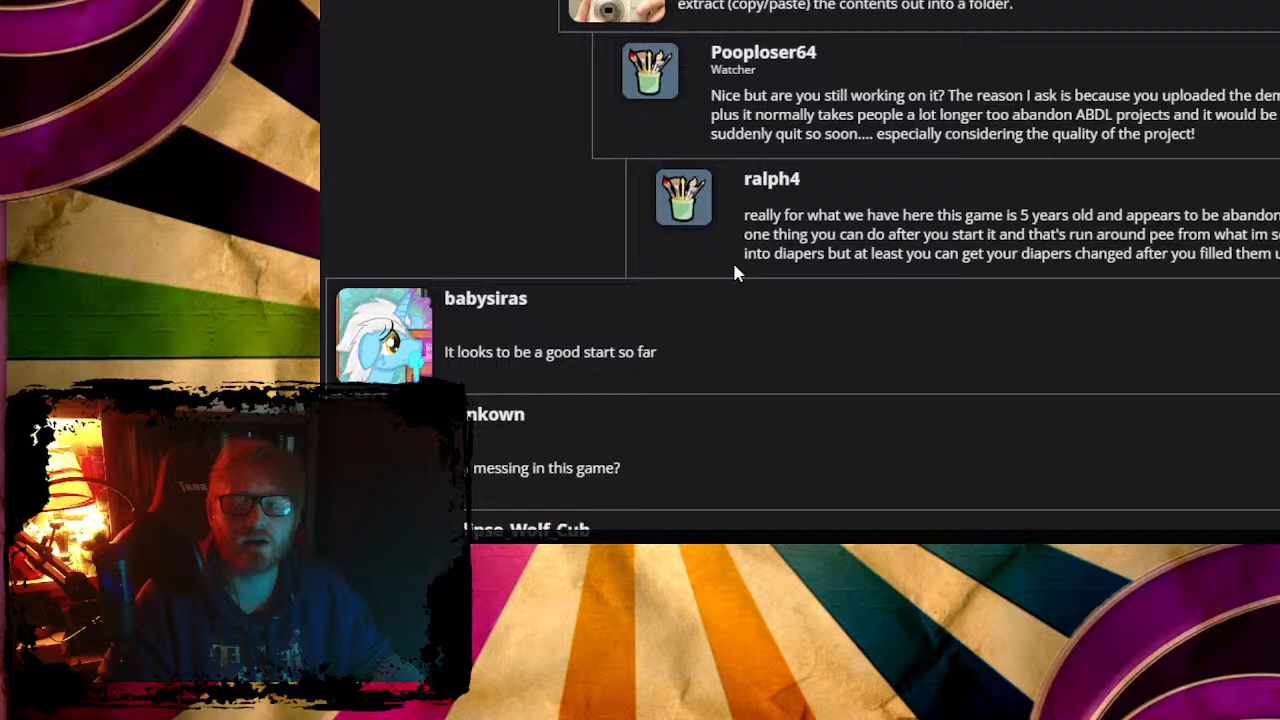 extract (copy/paste) the contents out into a folder.
Pooploser64
Watcher
Nice but are you still working on it? The reason I ask is because you uploaded the
plus it normally takes people a lot longer too abandon ABDL projects and it would be
suddenly quit so soon.... especially considering the quality of the project!
ralph4
really for what we have here this game is 5 years old and appears to be
one thing you can do after you start it and that's run around pee from what im
into diapers but at least you can get your diapers changed after you filled them
babysiras
It looks to be a good start so far
nkown
messing in this game?
ipse_Wolf_Cub